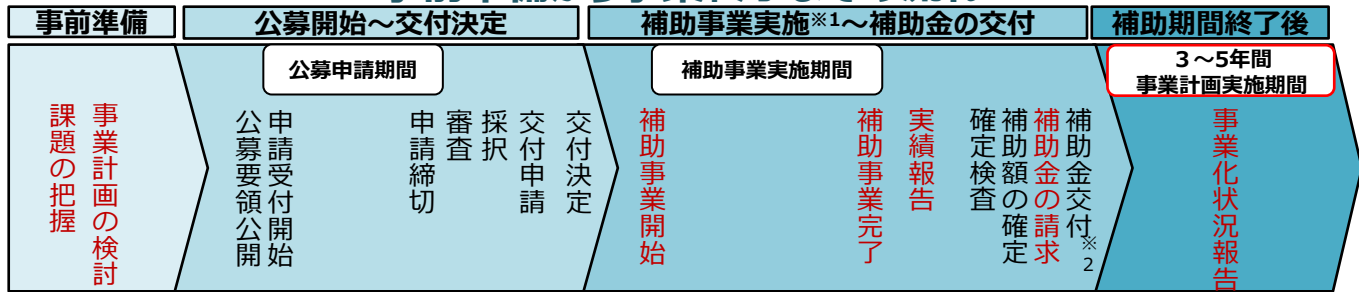 事前準備
公募開始～交付決定
補助事業実施※1～補助金の交付
補助期間終了後
公募申請期間
補助事業実施期間
３～5年間
事業計画実施期間
課題の把握
事業計画の検討
公募要領公開
申請受付開始
申請締切
審査
採択
交付申請
交付決定
補助事業開始
補助事業完了
実績報告
確定検査
補助額の確定
補助金の請求
補助金交付※2
事業化状況報告